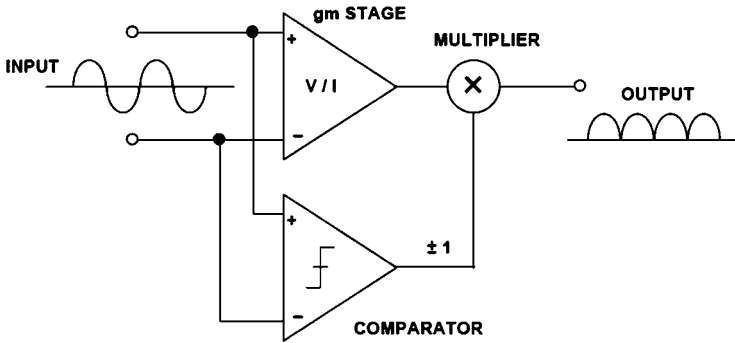 gm STAGE
MULTIPLIER
INPUT
+
V / I
−
×
OUTPUT
+
± 1
−
COMPARATOR